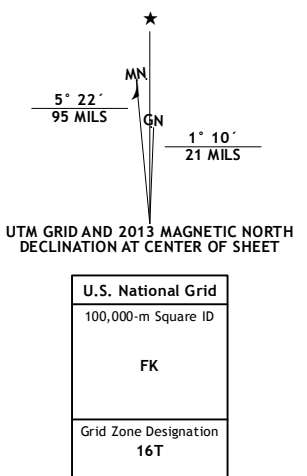 ★
MN
5° 22´
95 MILS
GN
1° 10´
21 MILS
UTM GRID AND 2013 MAGNETIC NORTH
DECLINATION AT CENTER OF SHEET
U.S. National Grid
100,000-m Square ID
FK
Grid Zone Designation
16T